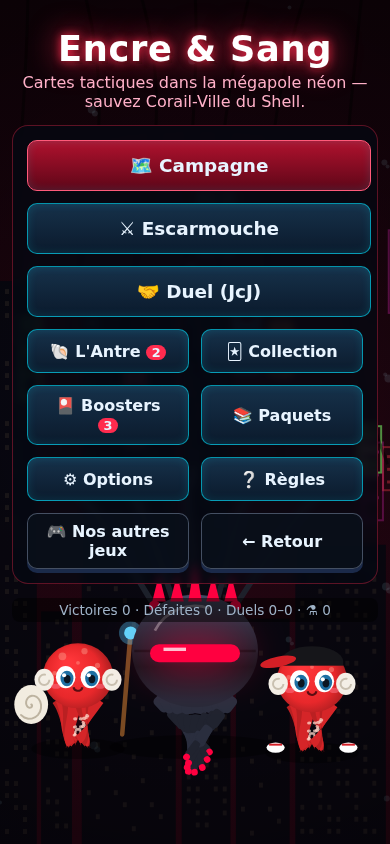 Encre & Sang
Cartes tactiques dans la mégapole néon —
sauvez Corail-Ville du Shell.
🗺️ Campagne
⚔ Escarmouche
🤝 Duel (JcJ)
🐚 L'Antre 2
🃏 Collection
🎴 Boosters
3
📚 Paquets
⚙ Options
❔ Règles
🎮 Nos autres
jeux
← Retour
Victoires 0 · Défaites 0 · Duels 0–0 · ⚗ 0